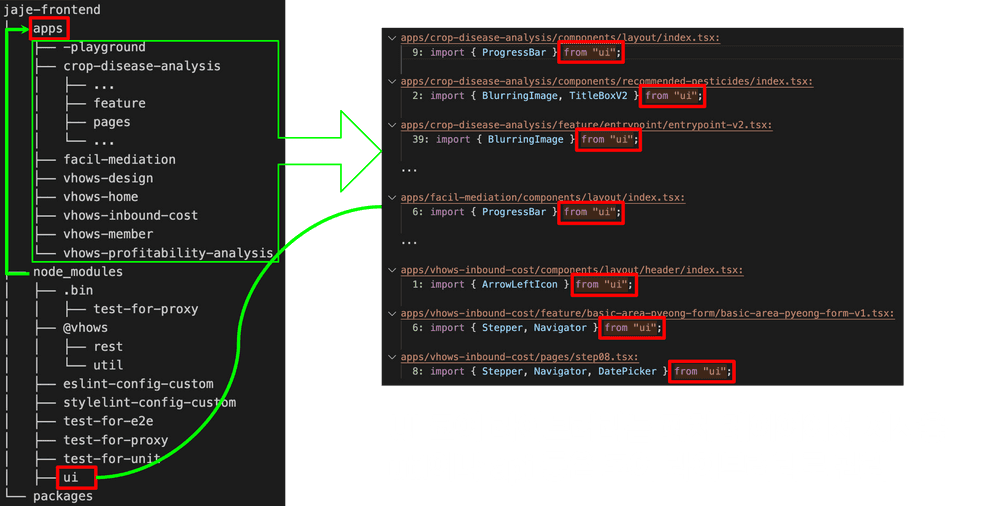 jaje-frontend
apps
-playground
crop-disease-analysis
...
feature
pages
...
facil-mediation
vhows-design
vhows-home
vhows-inbound-cost
vhows-member
vhows-profitability-analysis
node_modules
.bin
test-for-proxy
@vhows
rest
util
eslint-config-custom
stylelint-config-custom
test-for-e2e
test-for-proxy
test-for-unit
ui
packages
apps/crop-disease-analysis/components/layout/index.tsx:
9: import { ProgressBar } from "ui";
apps/crop-disease-analysis/components/recommended-pesticides/index.tsx:
2: import { BlurringImage, TitleBoxV2 } from "ui";
apps/crop-disease-analysis/feature/entrypoint/entrypoint-v2.tsx:
39: import { BlurringImage } from "ui";
...
apps/facil-mediation/components/layout/index.tsx:
6: import { ProgressBar } from "ui";
...
apps/vhows-inbound-cost/components/layout/header/index.tsx:
1: import { ArrowLeftIcon } from "ui";
apps/vhows-inbound-cost/feature/basic-area-pyeong-form/basic-area-pyeong-form-v1.tsx:
6: import { Stepper, Navigator } from "ui";
apps/vhows-inbound-cost/pages/step08.tsx:
8: import { Stepper, Navigator, DatePicker } from "ui";